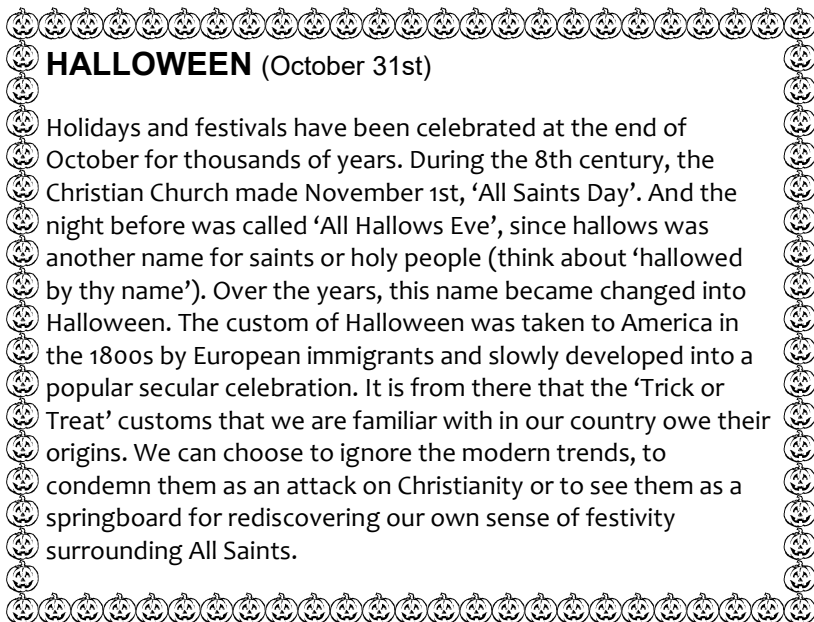 HALLOWEEN (October 31st)
Holidays and festivals have been celebrated at the end of
October for thousands of years. During the 8th century, the
Christian Church made November 1st, ‘All Saints Day’. And the
night before was called ‘All Hallows Eve’, since hallows was
another name for saints or holy people (think about ‘hallowed
by thy name’). Over the years, this name became changed into
Halloween. The custom of Halloween was taken to America in
the 1800s by European immigrants and slowly developed into a
popular secular celebration. It is from there that the ‘Trick or
Treat’ customs that we are familiar with in our country owe their
origins. We can choose to ignore the modern trends, to
condemn them as an attack on Christianity or to see them as a
springboard for rediscovering our own sense of festivity
surrounding All Saints.